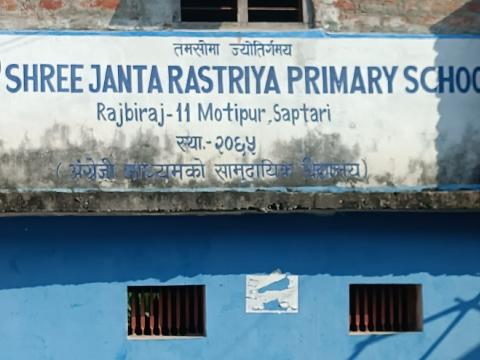 तमसोमा ज्योतिर्गमय
SHREE JANTA RASTRIYA PRIMARY SCHOO
Rajbiraj-11 Motipur, Saptari
स्था.-२०६५
(अंग्रेजी माध्यमको सामुदायिक विद्यालय)